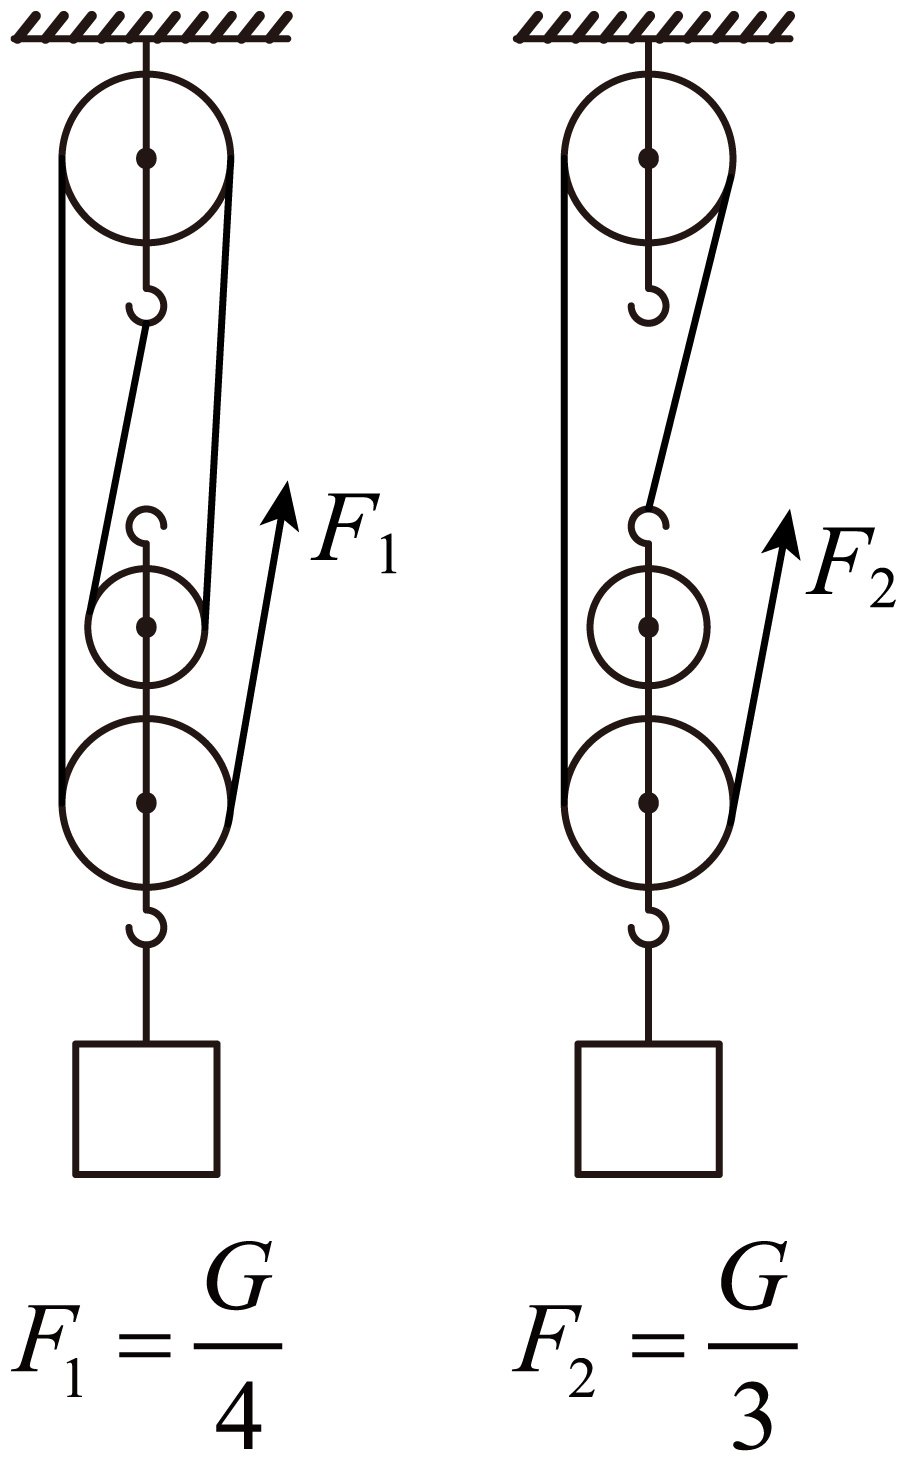 F₁
F₂
F₁ = G/4
F₂ = G/3